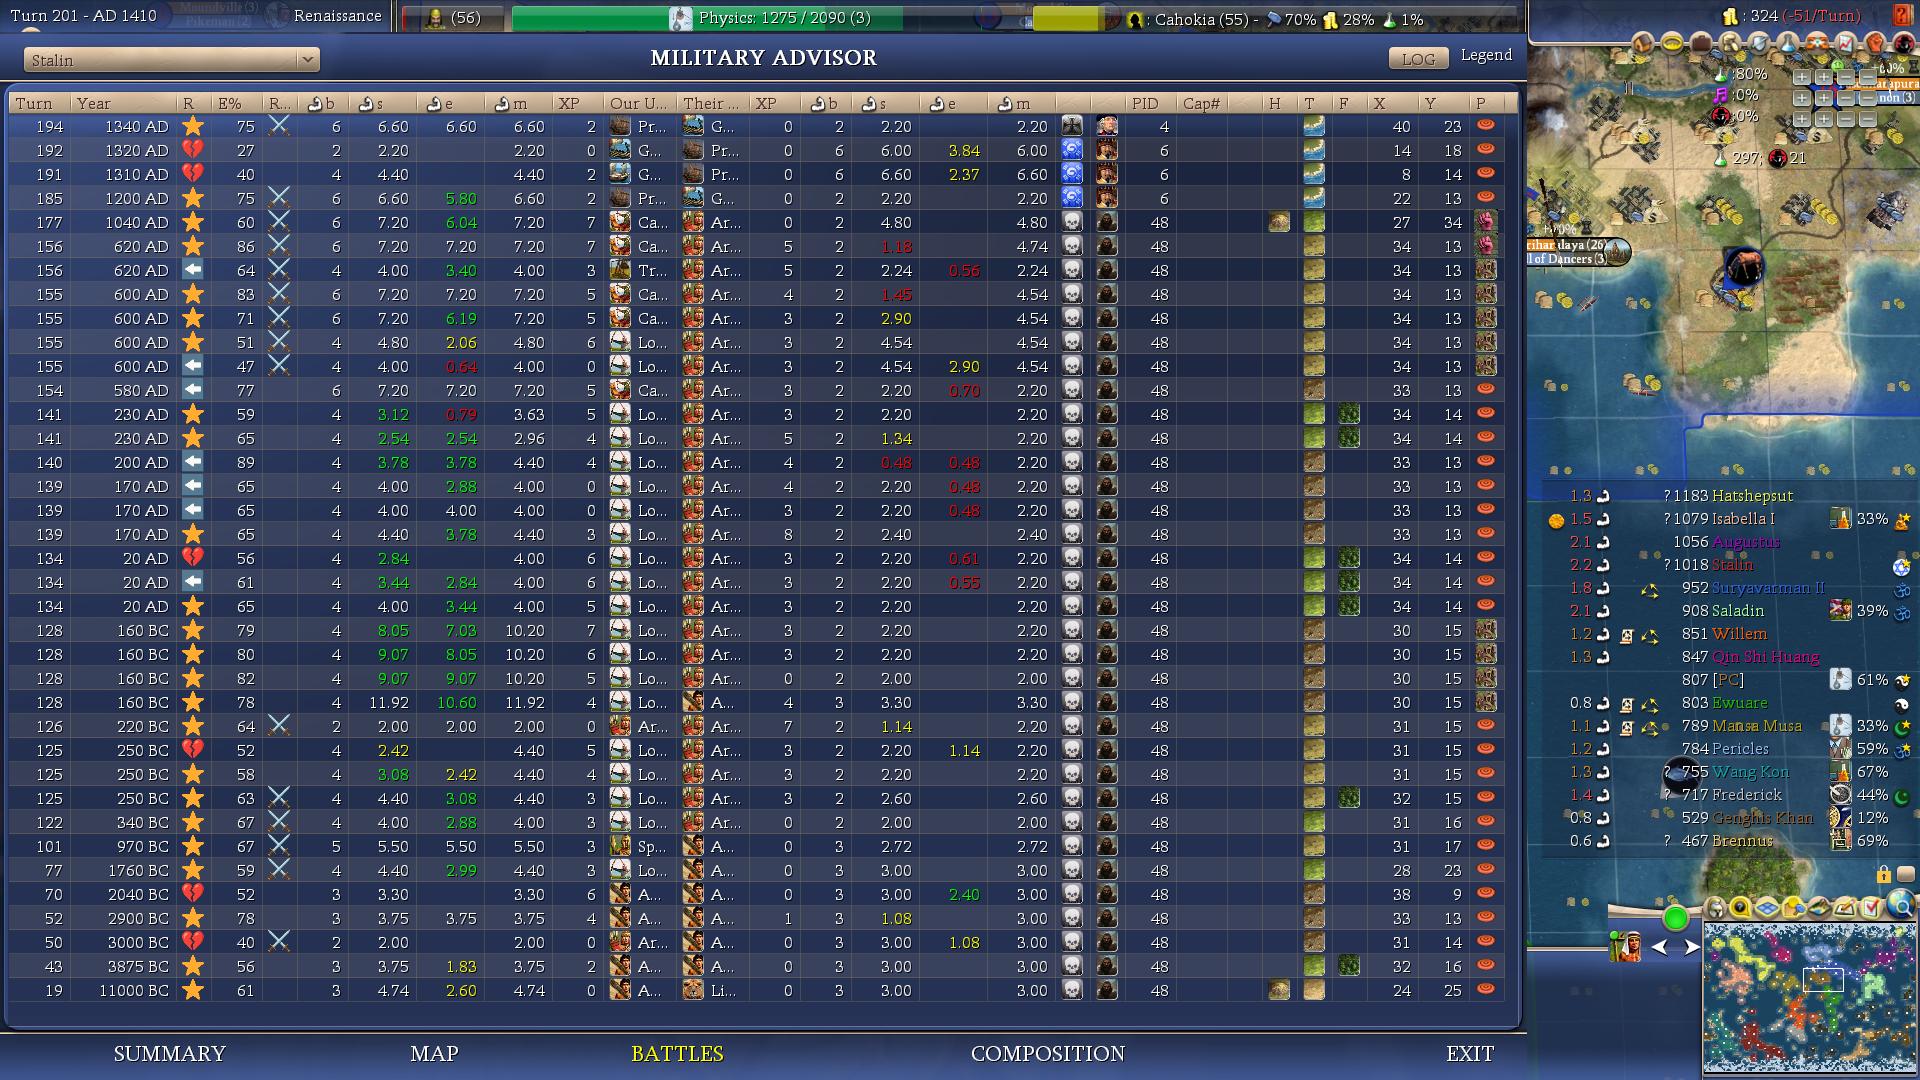 Turn 201 - AD 1410
Renaissance
(56)
Physics: 1275 / 2090 (3)
: Cahokia (55) - 70% 28% 1%
: 324 (-51/Turn)
Stalin
MILITARY ADVISOR
LOG
Legend
Turn Year R E% R... b s e m XP Our U... Their ... XP b s e m PID Cap# H T F X Y P
194 1340 AD 75 6 6.60 6.60 6.60 2 Pr... G... 0 2 2.20 2.20 4 40 23
192 1320 AD 27 2 2.20 2.20 0 G... Pr... 0 6 6.00 3.84 6.00 6 14 18
191 1310 AD 40 4 4.40 4.40 2 G... Pr... 0 6 6.60 2.37 6.60 6 8 14
185 1200 AD 75 6 6.60 5.80 6.60 2 Pr... G... 0 2 2.20 2.20 6 22 13
177 1040 AD 60 6 7.20 6.04 7.20 7 Ca... Ar... 0 2 4.80 4.80 48 27 34
156 620 AD 86 6 7.20 7.20 7.20 7 Ca... Ar... 5 2 1.18 4.74 48 34 13
156 620 AD 64 4 4.00 3.40 4.00 3 Tr... Ar... 5 2 2.24 0.56 2.24 48 34 13
155 600 AD 83 6 7.20 7.20 7.20 5 Ca... Ar... 4 2 1.45 4.54 48 34 13
155 600 AD 71 6 7.20 6.19 7.20 5 Ca... Ar... 3 2 2.90 4.54 48 34 13
155 600 AD 51 4 4.80 2.06 4.80 6 Lo... Ar... 3 2 4.54 4.54 48 34 13
155 600 AD 47 4 4.00 0.64 4.00 0 Lo... Ar... 3 2 4.54 2.90 4.54 48 34 13
154 580 AD 77 6 7.20 7.20 7.20 5 Ca... Ar... 3 2 2.20 0.70 2.20 48 33 13
141 230 AD 59 4 3.12 0.79 3.63 5 Lo... Ar... 3 2 2.20 2.20 48 34 14
141 230 AD 65 4 2.54 2.54 2.96 4 Lo... Ar... 5 2 1.34 2.20 48 34 14
140 200 AD 89 4 3.78 3.78 4.40 4 Lo... Ar... 4 2 0.48 0.48 2.20 48 33 13
139 170 AD 65 4 4.00 2.88 4.00 0 Lo... Ar... 4 2 2.20 0.48 2.20 48 33 13
139 170 AD 65 4 4.00 4.00 4.00 0 Lo... Ar... 3 2 2.20 0.48 2.20 48 33 13
139 170 AD 65 4 4.40 3.78 4.40 3 Lo... Ar... 8 2 2.40 2.40 48 33 13
134 20 AD 56 4 2.84 4.00 6 Lo... Ar... 3 2 2.20 0.61 2.20 48 34 14
134 20 AD 61 4 3.44 2.84 4.00 6 Lo... Ar... 3 2 2.20 0.55 2.20 48 34 14
134 20 AD 65 4 4.00 3.44 4.00 5 Lo... Ar... 3 2 2.20 2.20 48 34 14
128 160 BC 79 4 8.05 7.03 10.20 7 Lo... Ar... 3 2 2.20 2.20 48 30 15
128 160 BC 80 4 9.07 8.05 10.20 6 Lo... Ar... 3 2 2.20 2.20 48 30 15
128 160 BC 82 4 9.07 9.07 10.20 5 Lo... Ar... 0 2 2.00 2.00 48 30 15
128 160 BC 78 4 11.92 10.60 11.92 4 Lo... A... 4 3 3.30 3.30 48 30 15
126 220 BC 64 2 2.00 2.00 2.00 0 Ar... Ar... 7 2 1.14 2.20 48 31 15
125 250 BC 52 4 2.42 4.40 5 Lo... Ar... 3 2 2.20 1.14 2.20 48 31 15
125 250 BC 58 4 3.08 2.42 4.40 4 Lo... Ar... 3 2 2.20 2.20 48 31 15
125 250 BC 63 4 4.40 3.08 4.40 3 Lo... Ar... 3 2 2.60 2.60 48 32 15
122 340 BC 67 4 4.00 2.88 4.00 3 Lo... Ar... 0 2 2.00 2.00 48 31 16
101 970 BC 67 5 5.50 5.50 5.50 3 Sp... A... 0 3 2.72 2.72 48 31 17
77 1760 BC 59 4 4.40 2.99 4.40 3 Lo... A... 0 3 3.00 3.00 48 28 23
70 2040 BC 52 3 3.30 3.30 6 A... A... 0 3 3.00 2.40 3.00 48 38 9
52 2900 BC 78 3 3.75 3.75 3.75 4 A... A... 1 3 1.08 3.00 48 33 13
50 3000 BC 40 2 2.00 2.00 0 Ar... A... 0 3 3.00 1.08 3.00 48 31 14
43 3875 BC 56 3 3.75 1.83 3.75 2 A... A... 0 3 3.00 3.00 48 32 16
19 11000 BC 61 3 4.74 2.60 4.74 0 A... Li... 0 3 3.00 3.00 48 24 25
SUMMARY MAP BATTLES COMPOSITION EXIT
:80%
:0%
:0%
297; 21
of Dancers (3)
1.3 ? 1183 Hatshepsut
1.5 ? 1079 Isabella I 33%
2.1 1056 Augustus
2.2 ? 1018 Stalin
1.8 952 Suryavarman II
2.1 908 Saladin 39%
1.2 851 Willem
1.3 847 Qin Shi Huang
807 [PC] 61%
0.8 803 Ewuare
1.1 789 Mansa Musa 33%
1.2 784 Pericles 59%
1.3 ? 755 Wang Kon 67%
1.4 ? 717 Frederick 44%
0.8 529 Genghis Khan 12%
0.6 ? 467 Brennus 69%